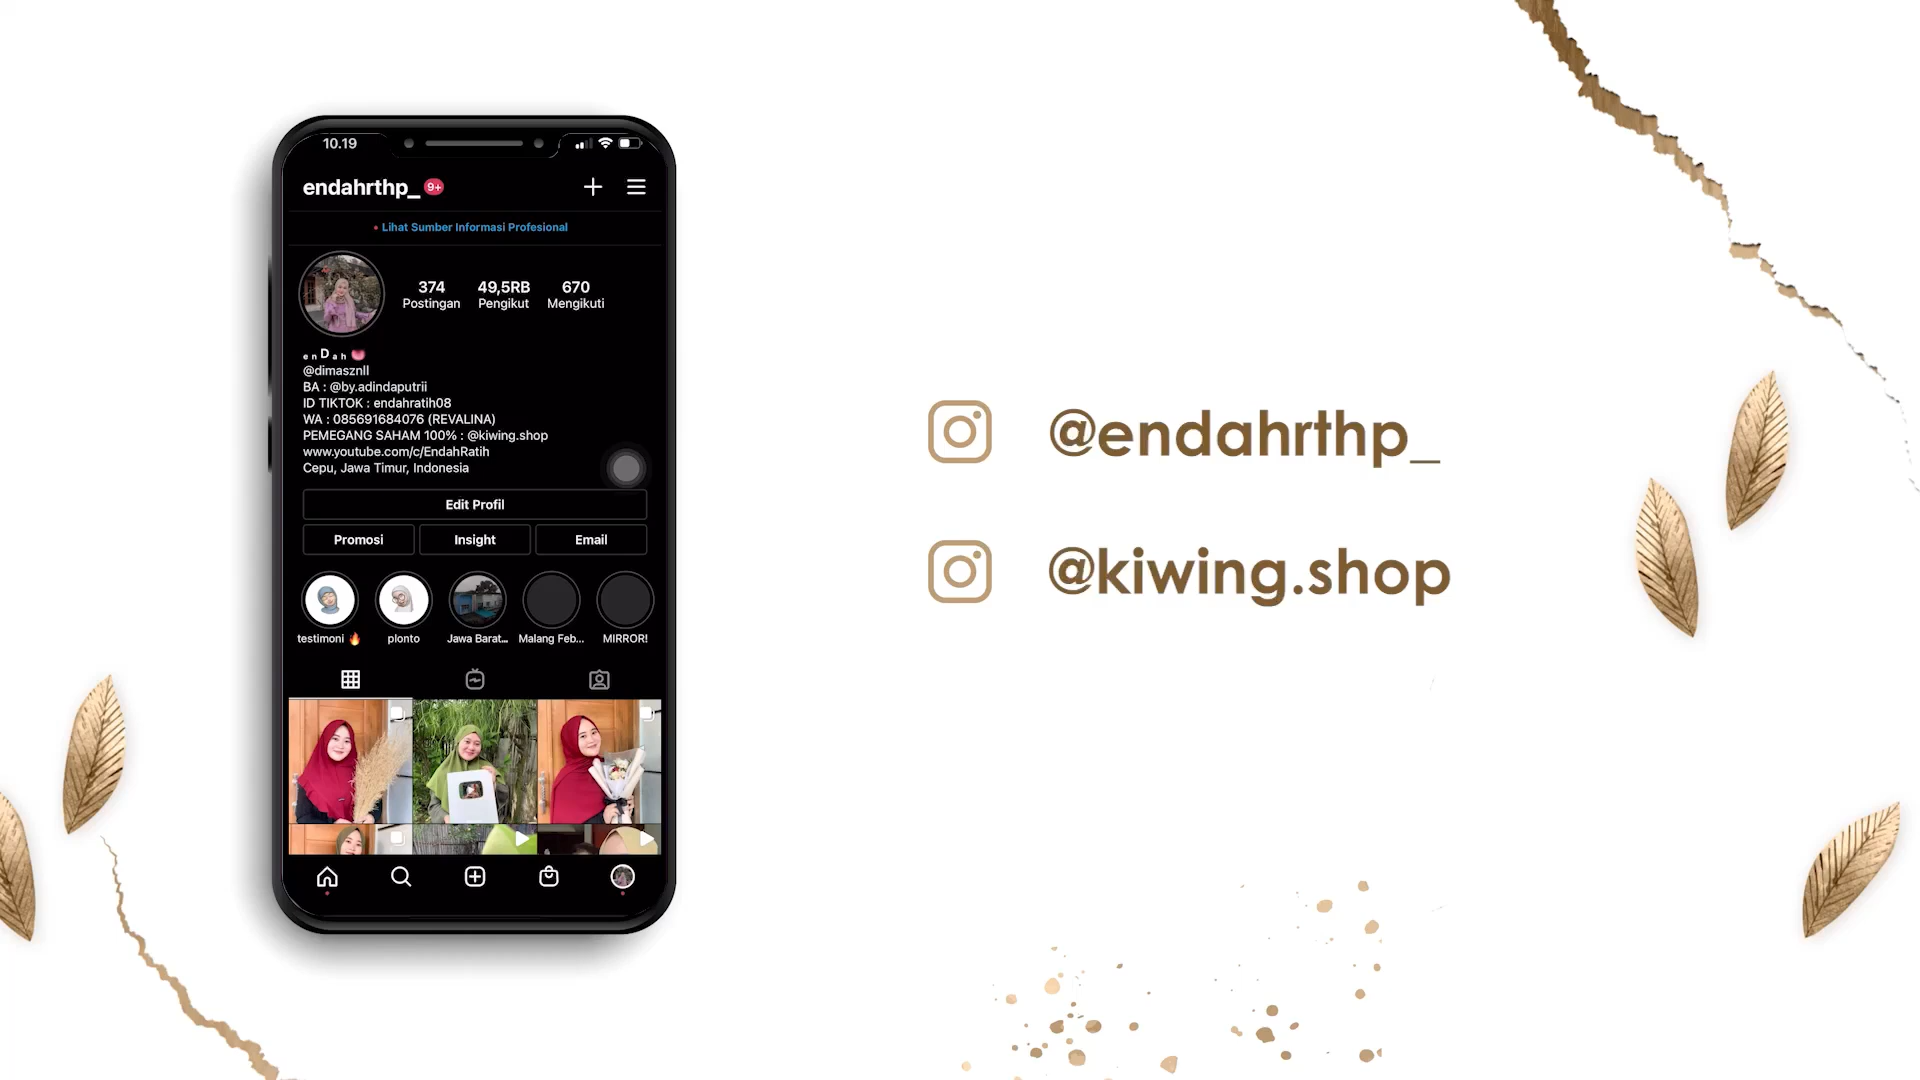 10.19
endahrthp_ 9+
Lihat Sumber Informasi Profesional
374 49,5RB 670
Postingan Pengikut Mengikuti
enDah
@dimasznll
BA : @by.adindaputrii
ID TIKTOK : endahratih08
WA : 085691684076 (REVALINA)
PEMEGANG SAHAM 100% : @kiwing.shop
www.youtube.com/c/EndahRatih
Cepu, Jawa Timur, Indonesia
Edit Profil
Promosi Insight Email
testimoni 🔥 plonto Jawa Barat... Malang Feb... MIRROR!
@endahrthp_
@kiwing.shop